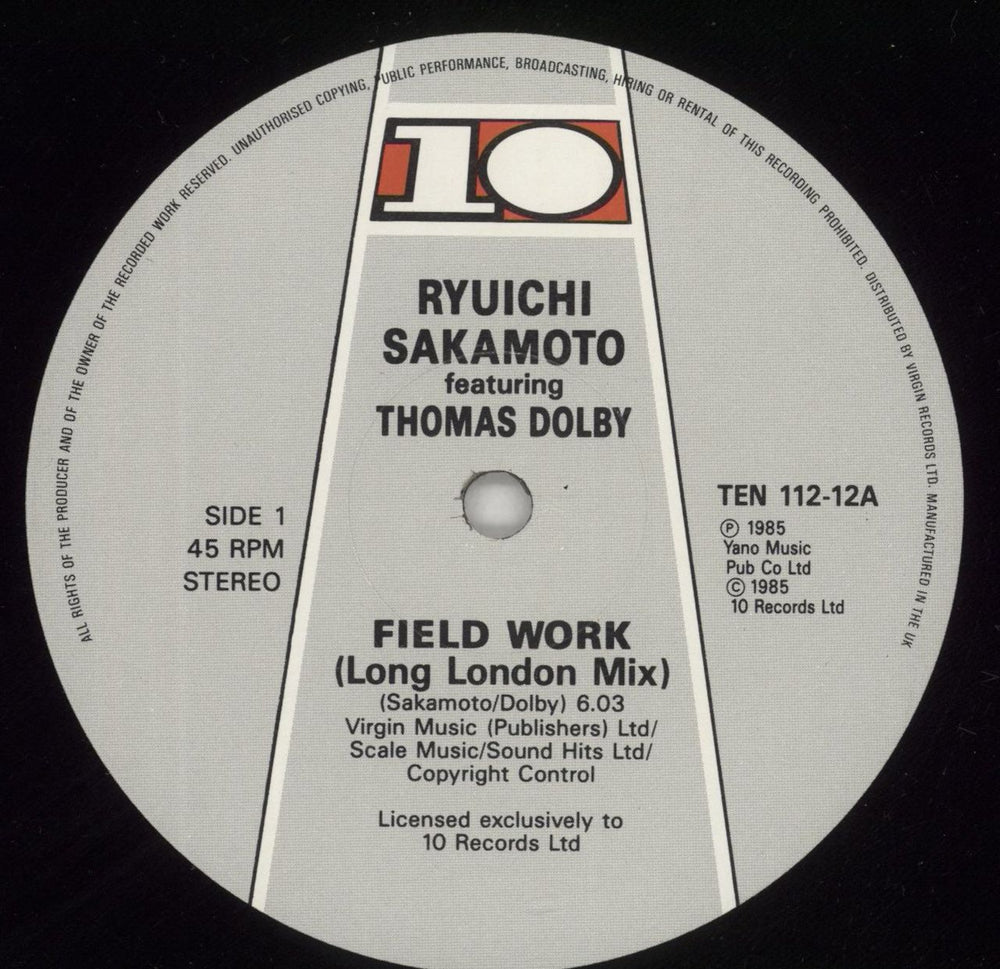 ALL RIGHTS OF THE PRODUCER AND OF THE OWNER OF THE RECORDED WORK RESERVED. UNAUTHORISED COPYING, PUBLIC PERFORMANCE, BROADCASTING, HIRING OR RENTAL OF THIS RECORDING PROHIBITED. DISTRIBUTED BY VIRGIN RECORDS LTD. MANUFACTURED IN THE UK
10
RYUICHI
SAKAMOTO
featuring
THOMAS DOLBY
SIDE 1
45 RPM
STEREO
TEN 112-12A
Ⓟ 1985
Yano Music
Pub Co Ltd
© 1985
10 Records Ltd
FIELD WORK
(Long London Mix)
(Sakamoto/Dolby) 6.03
Virgin Music (Publishers) Ltd/
Scale Music/Sound Hits Ltd/
Copyright Control
Licensed exclusively to
10 Records Ltd